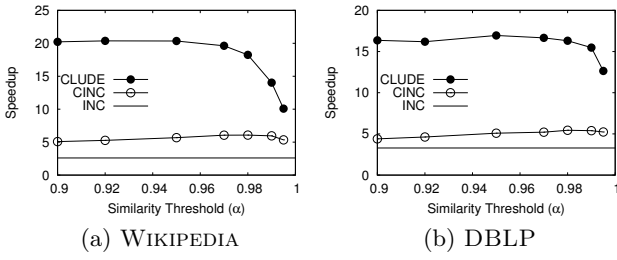 25
20
15
10
5
0
Speedup
CLUDE
CINC
INC
0.9 0.92 0.94 0.96 0.98 1
Similarity Threshold (α)
(a) WIKIPEDIA
20
15
10
5
0
Speedup
CLUDE
CINC
INC
0.9 0.92 0.94 0.96 0.98 1
Similarity Threshold (α)
(b) DBLP